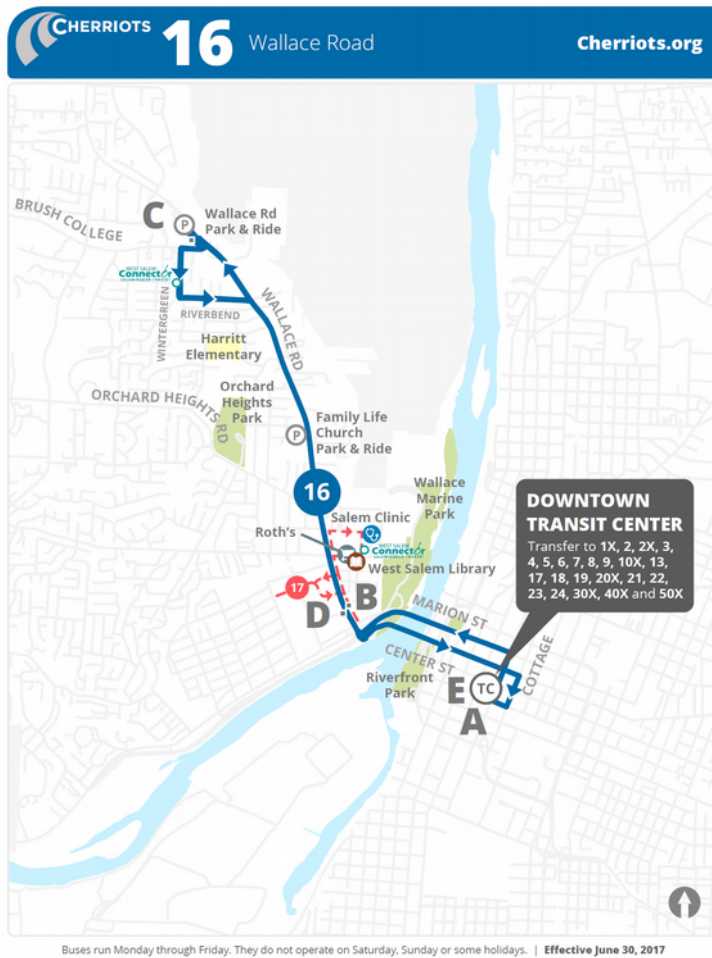 CHERRIOTS
16
Wallace Road
Cherriots.org
BRUSH COLLEGE
C
P
Wallace Rd
Park & Ride
WEST SALEM
Connector
WINTERGREEN
RIVERBEND
WALLACE RD
Harritt
Elementary
ORCHARD HEIGHTS RD
Orchard
Heights
Park
P
Family Life
Church
Park & Ride
16
Wallace
Marine
Park
Salem Clinic
Roth's
WEST SALEM
Connector
West Salem Library
17
D
B
MARION ST
CENTER ST
COTTAGE
Riverfront
Park
E
TC
A
DOWNTOWN
TRANSIT CENTER
Transfer to 1X, 2, 2X, 3,
4, 5, 6, 7, 8, 9, 10X, 13,
17, 18, 19, 20X, 21, 22,
23, 24, 30X, 40X and 50X
Buses run Monday through Friday. They do not operate on Saturday, Sunday or some holidays. | Effective June 30, 2017